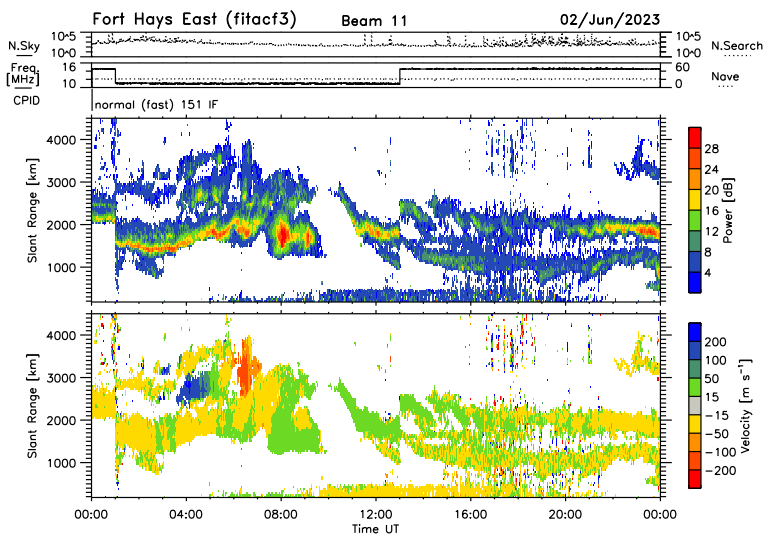 Fort Hays East (fitacf3) Beam 11 02/Jun/2023
N.Sky 10^5 10^0 10^5 10^0 N.Search
Freq. [MHz] 16 10 60 0 Nave
CPID normal (fast) 151 IF
Slant Range [km] 4000 3000 2000 1000
28 24 20 16 12 8 4 Power [dB]
Slant Range [km] 4000 3000 2000 1000
200 100 50 15 -15 -50 -100 -200 Velocity [m s⁻¹]
00:00 04:00 08:00 12:00 16:00 20:00 00:00
Time UT